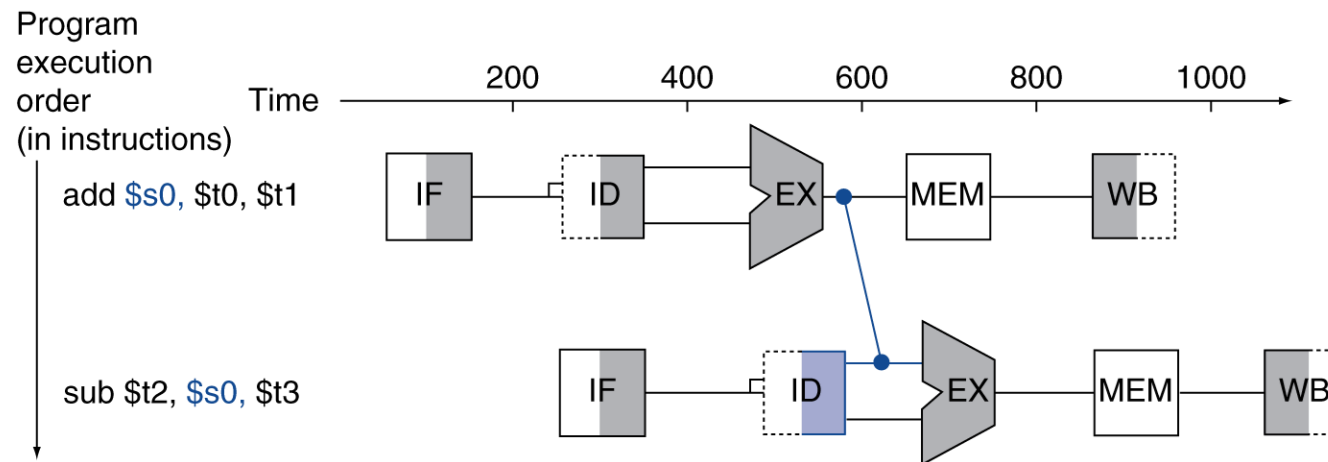 Program
execution
order
(in instructions)
Time
200 400 600 800 1000
add $s0, $t0, $t1
IF ID EX MEM WB
sub $t2, $s0, $t3
IF ID EX MEM WB